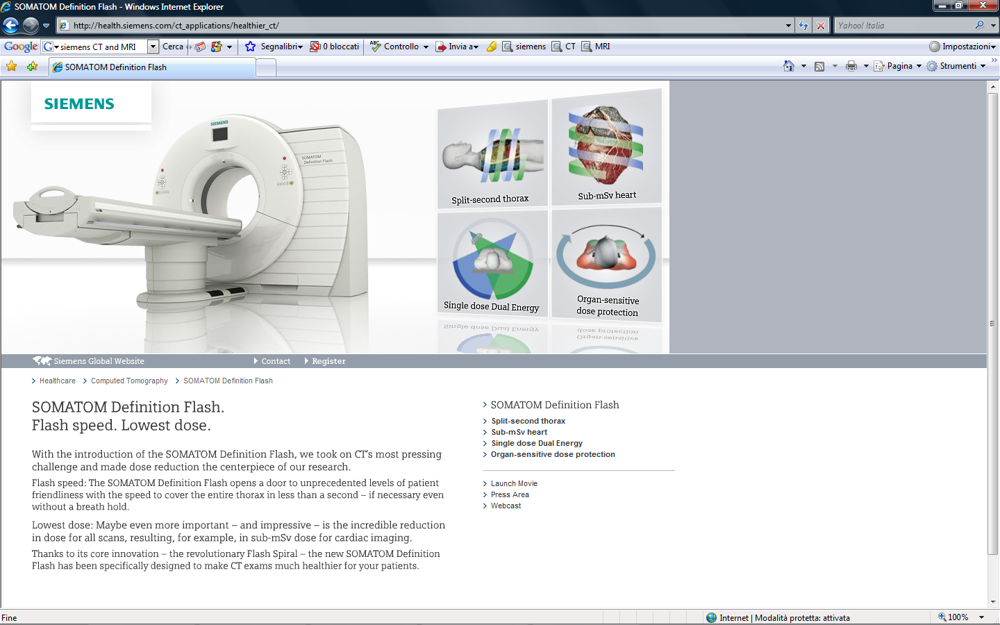 SOMATOM Definition Flash - Windows Internet Explorer
http://health.siemens.com/ct_applications/healthier_ct/
Yahoo! Italia
Google
siemens CT and MRI
Cerca
Segnalibri
0 bloccati
Controllo
Invia a
siemens
CT
MRI
Impostazioni
SOMATOM Definition Flash
Pagina
Strumenti
SIEMENS
SIEMENS
SOMATOM
Definition Flash
Split-second thorax
Sub-mSv heart
Single dose Dual Energy
Organ-sensitive
dose protection
Single dose Dual Energy
dose protection
Organ-sensitive
Siemens Global Website
Contact
Register
Healthcare
Computed Tomography
SOMATOM Definition Flash
SOMATOM Definition Flash.
Flash speed. Lowest dose.
With the introduction of the SOMATOM Definition Flash, we took on CT's most pressing
challenge and made dose reduction the centerpiece of our research.
Flash speed: The SOMATOM Definition Flash opens a door to unprecedented levels of patient
friendliness with the speed to cover the entire thorax in less than a second – if necessary even
without a breath hold.
Lowest dose: Maybe even more important – and impressive – is the incredible reduction
in dose for all scans, resulting, for example, in sub-mSv dose for cardiac imaging.
Thanks to its core innovation – the revolutionary Flash Spiral – the new SOMATOM Definition
Flash has been specifically designed to make CT exams much healthier for your patients.
SOMATOM Definition Flash
Split-second thorax
Sub-mSv heart
Single dose Dual Energy
Organ-sensitive dose protection
Launch Movie
Press Area
Webcast
Fine
Internet | Modalità protetta: attivata
100%